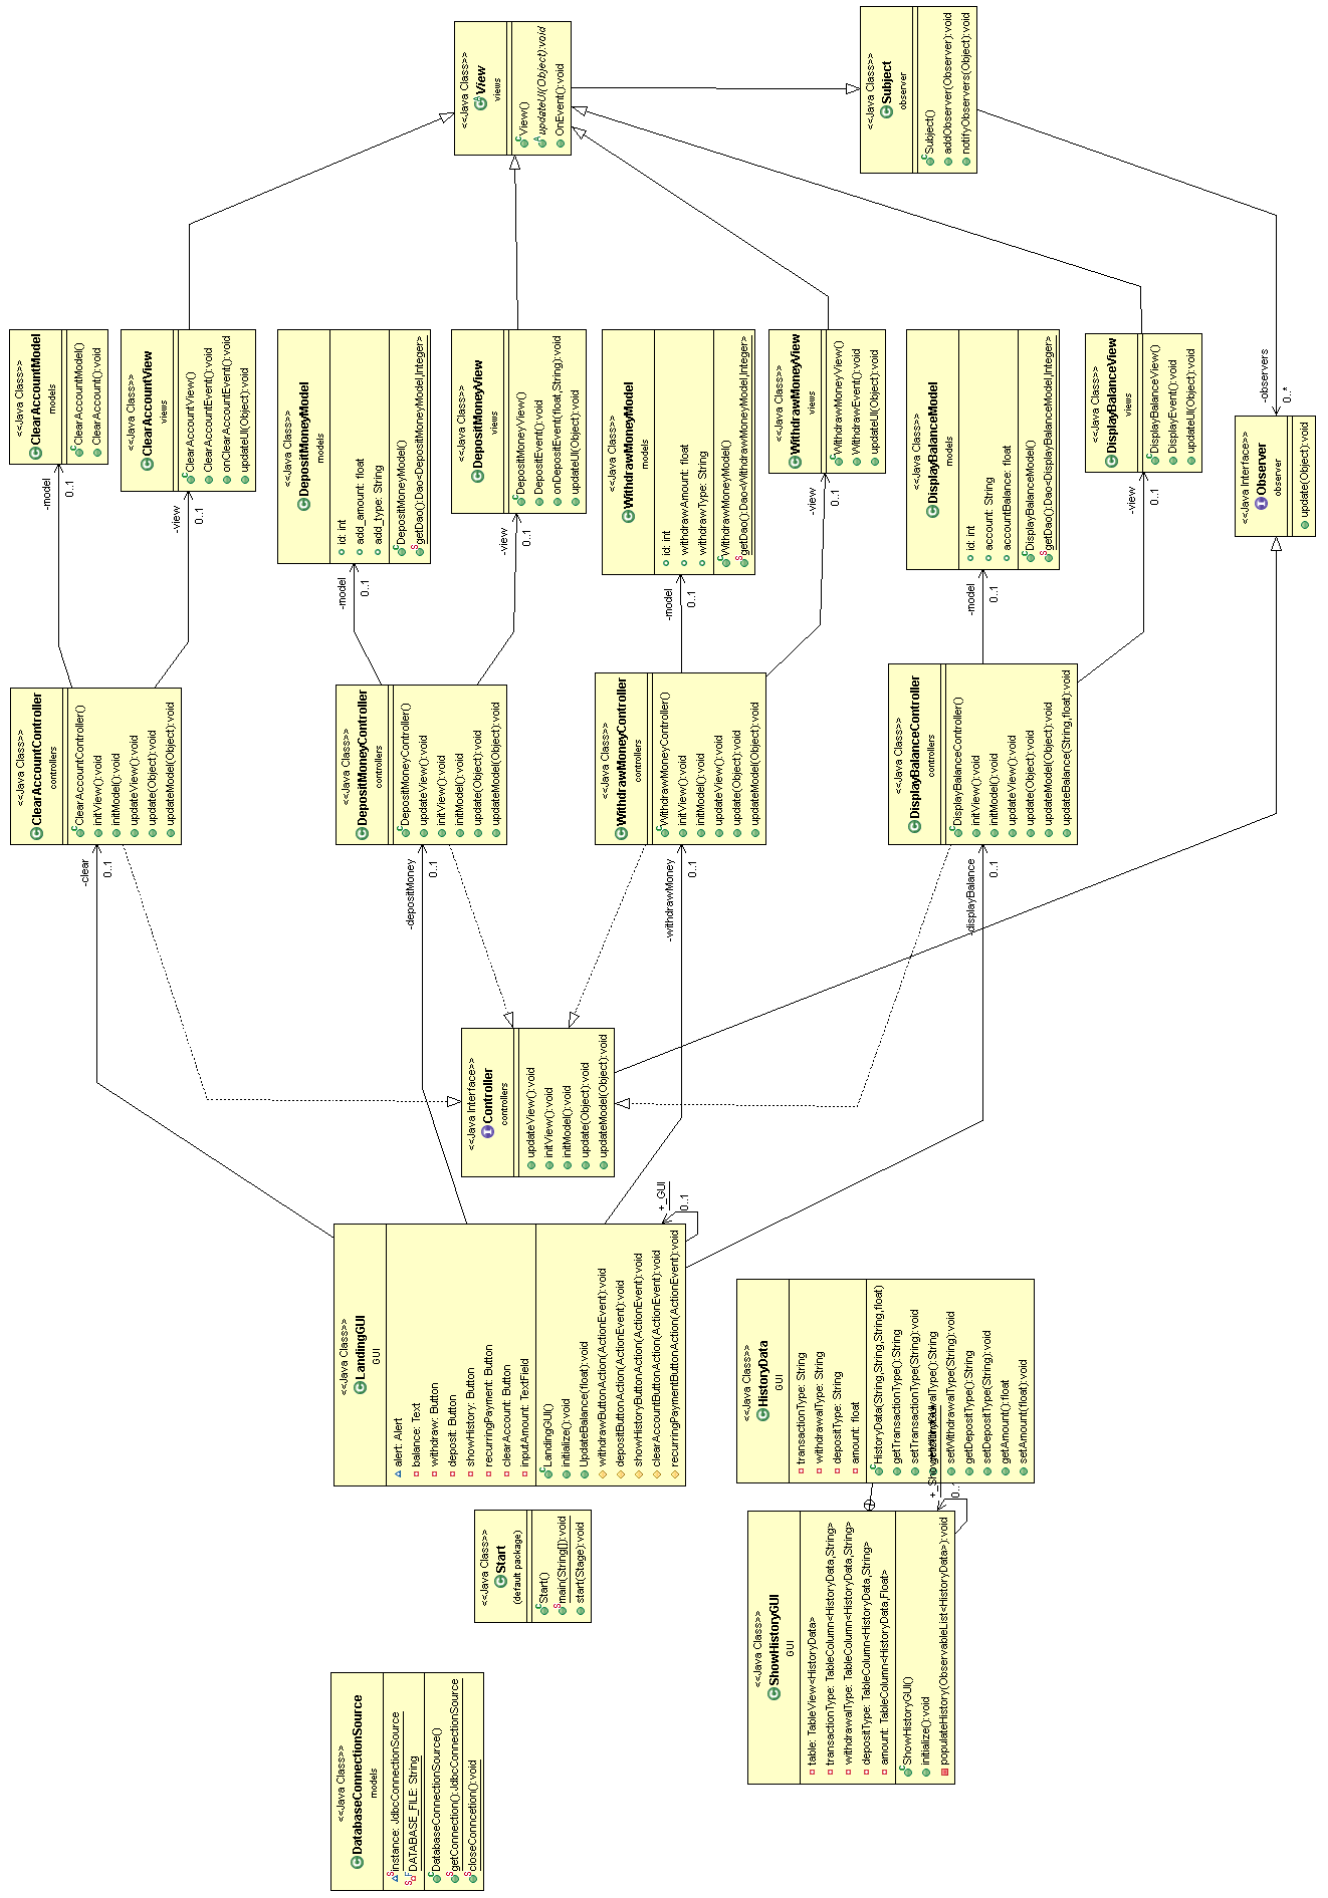 <<Java Class>>
ClearAccountModel
models
ClearAccountModel()
ClearAccount():void
<<Java Class>>
ClearAccountView
views
ClearAccountView()
ClearAccountEvent():void
onClearAccountEvent():void
updateUI(Object):void
<<Java Class>>
DepositMoneyModel
models
id: int
add_amount: float
add_type: String
DepositMoneyModel()
getDao():Dao<DepositMoneyModel,Integer>
<<Java Class>>
View
views
View()
updateUI(Object):void
OnEvent():void
<<Java Class>>
DepositMoneyView
views
DepositMoneyView()
DepositEvent():void
onDepositEvent(float,String):void
updateUI(Object):void
<<Java Class>>
WithdrawMoneyModel
models
id: int
withdrawAmount: float
withdrawType: String
WithdrawMoneyModel()
getDao():Dao<WithdrawMoneyModel,Integer>
<<Java Class>>
WithdrawMoneyView
views
WithdrawMoneyView()
WithdrawEvent():void
updateUI(Object):void
<<Java Class>>
Subject
observer
Subject()
addObserver(Observer):void
notifyObservers(Object):void
<<Java Class>>
DisplayBalanceModel
models
id: int
account: String
accountBalance: float
DisplayBalanceModel()
getDao():Dao<DisplayBalanceModel,Integer>
<<Java Class>>
DisplayBalanceView
views
DisplayBalanceView()
DisplayEvent():void
updateUI(Object):void
<<Java Interface>>
Observer
observer
update(Object):void
-observers
0..*
-model
0..1
-view
0..1
-model
0..1
-view
0..1
-model
0..1
-view
0..1
-model
0..1
-view
0..1
<<Java Class>>
ClearAccountController
controllers
ClearAccountController()
initView():void
initModel():void
updateView():void
update(Object):void
updateModel(Object):void
<<Java Class>>
DepositMoneyController
controllers
DepositMoneyController()
updateView():void
initView():void
initModel():void
update(Object):void
updateModel(Object):void
<<Java Class>>
WithdrawMoneyController
controllers
WithdrawMoneyController()
initView():void
initModel():void
updateView():void
update(Object):void
updateModel(Object):void
<<Java Class>>
DisplayBalanceController
controllers
DisplayBalanceController()
initView():void
initModel():void
updateView():void
update(Object):void
updateModel(Object):void
updateBalance(String,float):void
-clear
0..1
-depositMoney
0..1
-withdrawMoney
0..1
-displayBalance
0..1
<<Java Interface>>
Controller
controllers
updateView():void
initView():void
initModel():void
update(Object):void
updateModel(Object):void
<<Java Class>>
LandingGUI
GUI
alert: Alert
balance: Text
withdraw: Button
deposit: Button
showHistory: Button
recurringPayment: Button
clearAccount: Button
inputAmount: TextField
LandingGUI()
initialize():void
UpdateBalance(float):void
withdrawButtonAction(ActionEvent):void
depositButtonAction(ActionEvent):void
showHistoryButtonAction(ActionEvent):void
clearAccountButtonAction(ActionEvent):void
recurringPaymentButtonAction(ActionEvent):void
+_GUI
0..1
<<Java Class>>
HistoryData
GUI
transactionType: String
withdrawalType: String
depositType: String
amount: float
HistoryData(String,String,float)
getTransactionType():String
setTransactionType(String):void
setWithdrawalType(String):void
getDepositType():String
setDepositType(String):void
getAmount():float
setAmount(float):void
<<Java Class>>
Start
(default package)
Start()
main(String[]):void
start(Stage):void
<<Java Class>>
ShowHistoryGUI
GUI
table: TableView<HistoryData>
transactionType: TableColumn<HistoryData,String>
withdrawalType: TableColumn<HistoryData,String>
depositType: TableColumn<HistoryData,String>
amount: TableColumn<HistoryData,Float>
ShowHistoryGUI()
initialize():void
populateHistory(ObservableList<HistoryData>):void
<<Java Class>>
DatabaseConnectionSource
models
instance: JdbcConnectionSource
DATABASE_FILE: String
DatabaseConnectionSource()
getConnection():JdbcConnectionSource
closeConncetion():void